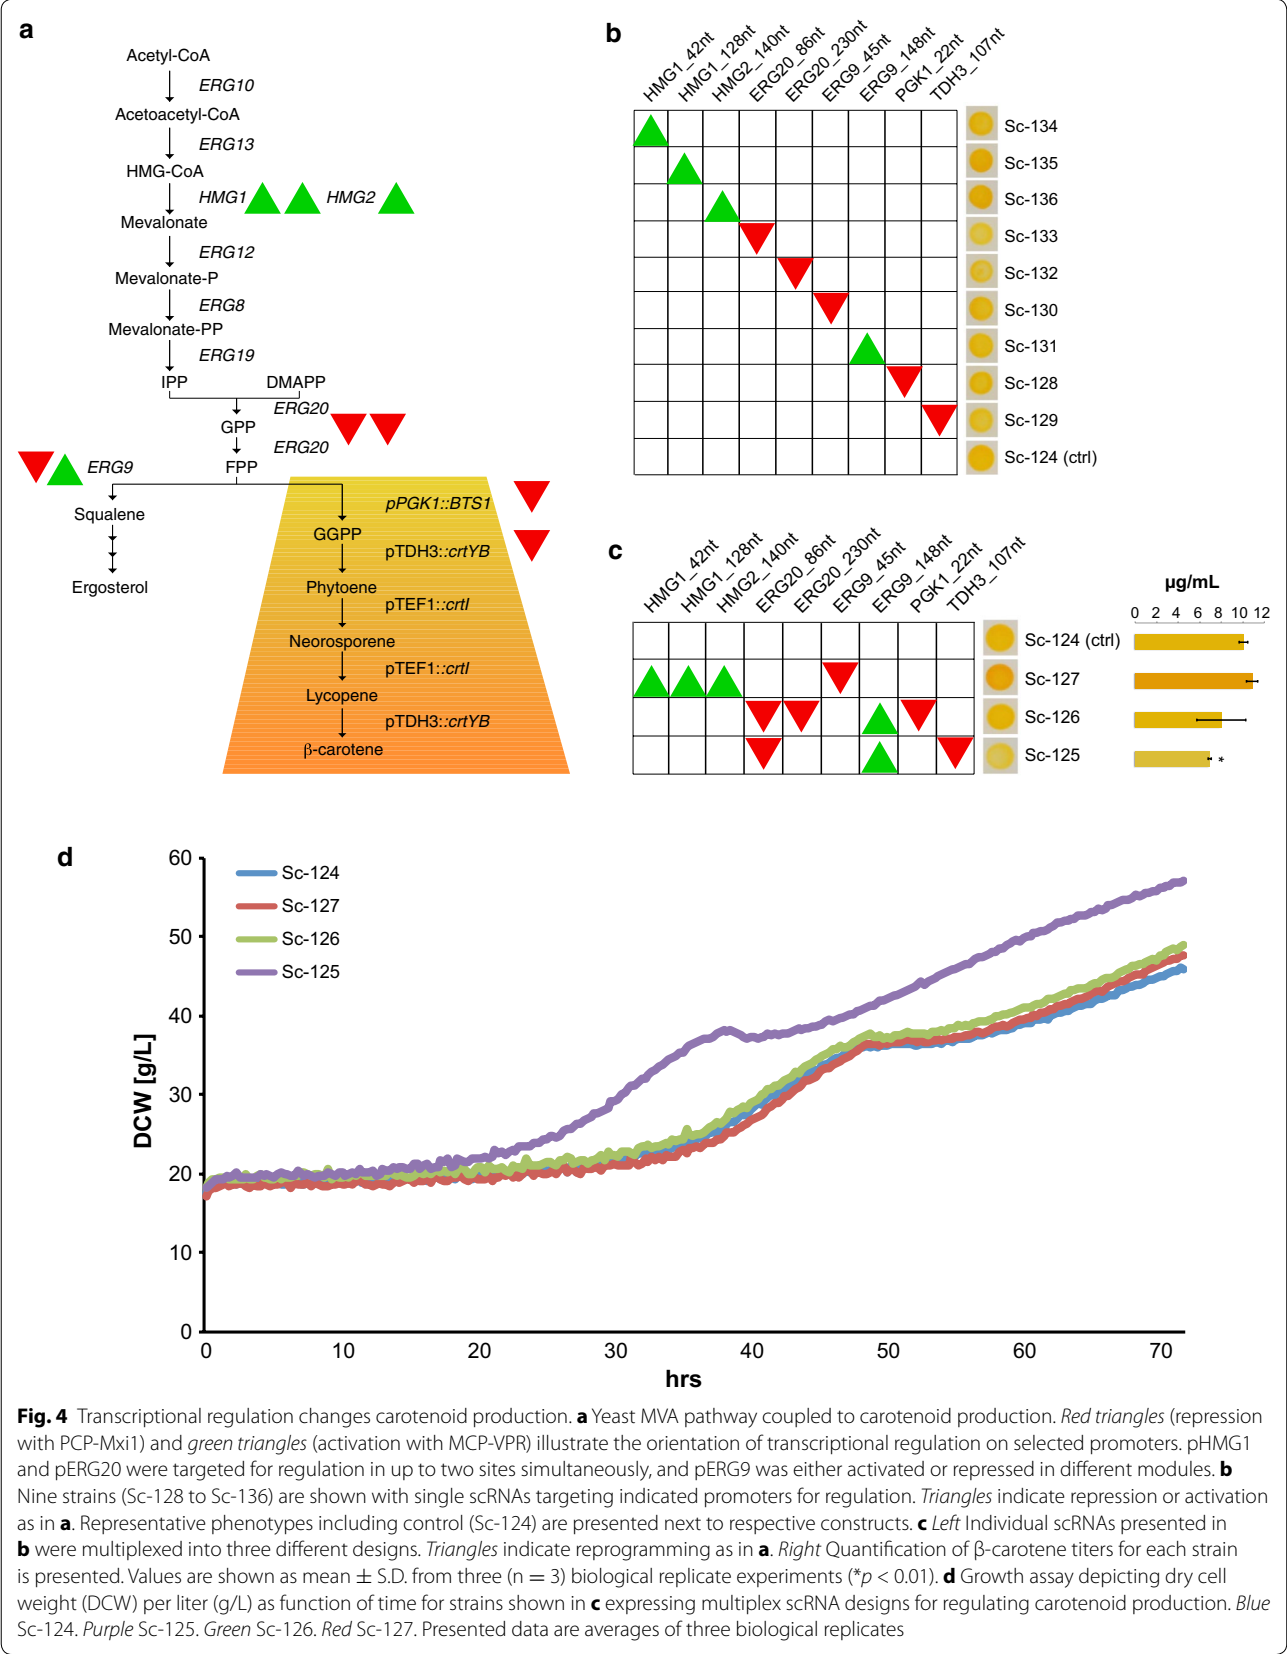 a
Acetyl-CoA
ERG10
Acetoacetyl-CoA
ERG13
HMG-CoA
HMG1 HMG2
Mevalonate
ERG12
Mevalonate-P
ERG8
Mevalonate-PP
ERG19
IPP DMAPP
ERG20
GPP
ERG20
ERG9 FPP
Squalene
Ergosterol
pPGK1::BTS1
GGPP
pTDH3::crtYB
Phytoene
pTEF1::crtI
Neorosporene
pTEF1::crtI
Lycopene
pTDH3::crtYB
β-carotene
b
HMG1_42nt
HMG1_128nt
HMG2_140nt
ERG20_86nt
ERG20_230nt
ERG9_45nt
ERG9_148nt
PGK1_22nt
TDH3_107nt
Sc-134
Sc-135
Sc-136
Sc-133
Sc-132
Sc-130
Sc-131
Sc-128
Sc-129
Sc-124 (ctrl)
c
HMG1_42nt
HMG1_128nt
HMG2_140nt
ERG20_86nt
ERG20_230nt
ERG9_45nt
ERG9_148nt
PGK1_22nt
TDH3_107nt
µg/mL
0 2 4 6 8 10 12
Sc-124 (ctrl)
Sc-127
Sc-126
Sc-125
*
d
60
50
40
30
20
10
0
DCW [g/L]
Sc-124
Sc-127
Sc-126
Sc-125
0 10 20 30 40 50 60 70
hrs
Fig. 4 Transcriptional regulation changes carotenoid production. a Yeast MVA pathway coupled to carotenoid production. Red triangles (repression
with PCP-Mxi1) and green triangles (activation with MCP-VPR) illustrate the orientation of transcriptional regulation on selected promoters. pHMG1
and pERG20 were targeted for regulation in up to two sites simultaneously, and pERG9 was either activated or repressed in different modules. b
Nine strains (Sc-128 to Sc-136) are shown with single scRNAs targeting indicated promoters for regulation. Triangles indicate repression or activation
as in a. Representative phenotypes including control (Sc-124) are presented next to respective constructs. c Left Individual scRNAs presented in
b were multiplexed into three different designs. Triangles indicate reprogramming as in a. Right Quantification of β-carotene titers for each strain
is presented. Values are shown as mean ± S.D. from three (n = 3) biological replicate experiments (*p < 0.01). d Growth assay depicting dry cell
weight (DCW) per liter (g/L) as function of time for strains shown in c expressing multiplex scRNA designs for regulating carotenoid production. Blue
Sc-124. Purple Sc-125. Green Sc-126. Red Sc-127. Presented data are averages of three biological replicates